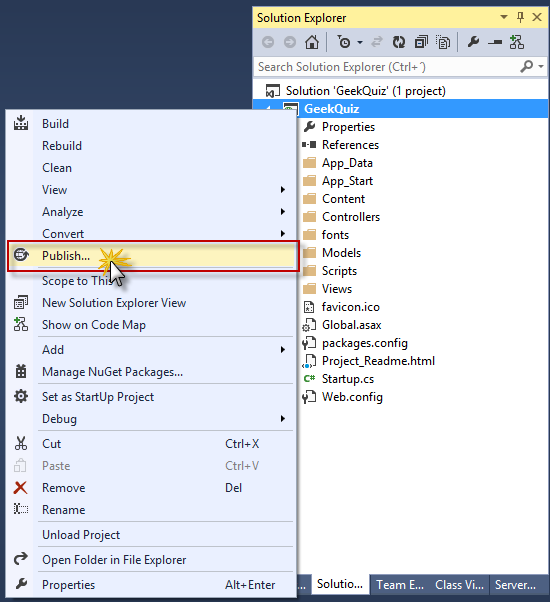 Solution Explorer
Search Solution Explorer (Ctrl+´)
Solution 'GeekQuiz' (1 project)
GeekQuiz
Properties
References
App_Data
App_Start
Content
Controllers
fonts
Models
Scripts
Views
favicon.ico
Global.asax
packages.config
Project_Readme.html
C# Startup.cs
Web.config
Build
Rebuild
Clean
View
Analyze
Convert
Publish...
Scope to This
New Solution Explorer View
Show on Code Map
Add
Manage NuGet Packages...
Set as StartUp Project
Debug
Cut Ctrl+X
Paste Ctrl+V
Remove Del
Rename
Unload Project
Open Folder in File Explorer
Properties Alt+Enter
... Solutio... Team E... Class Vi... Server...